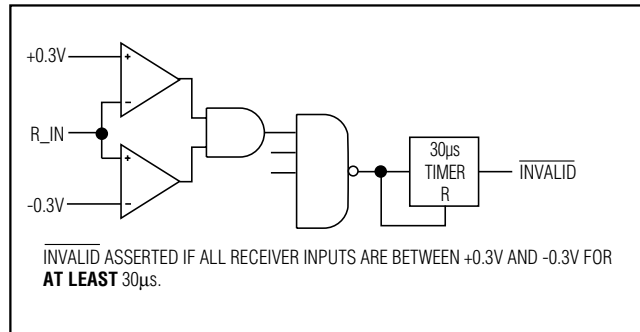 +0.3V
R_IN
-0.3V
30μs
TIMER
R
INVALID
INVALID ASSERTED IF ALL RECEIVER INPUTS ARE BETWEEN +0.3V AND -0.3V FOR
AT LEAST 30μs.